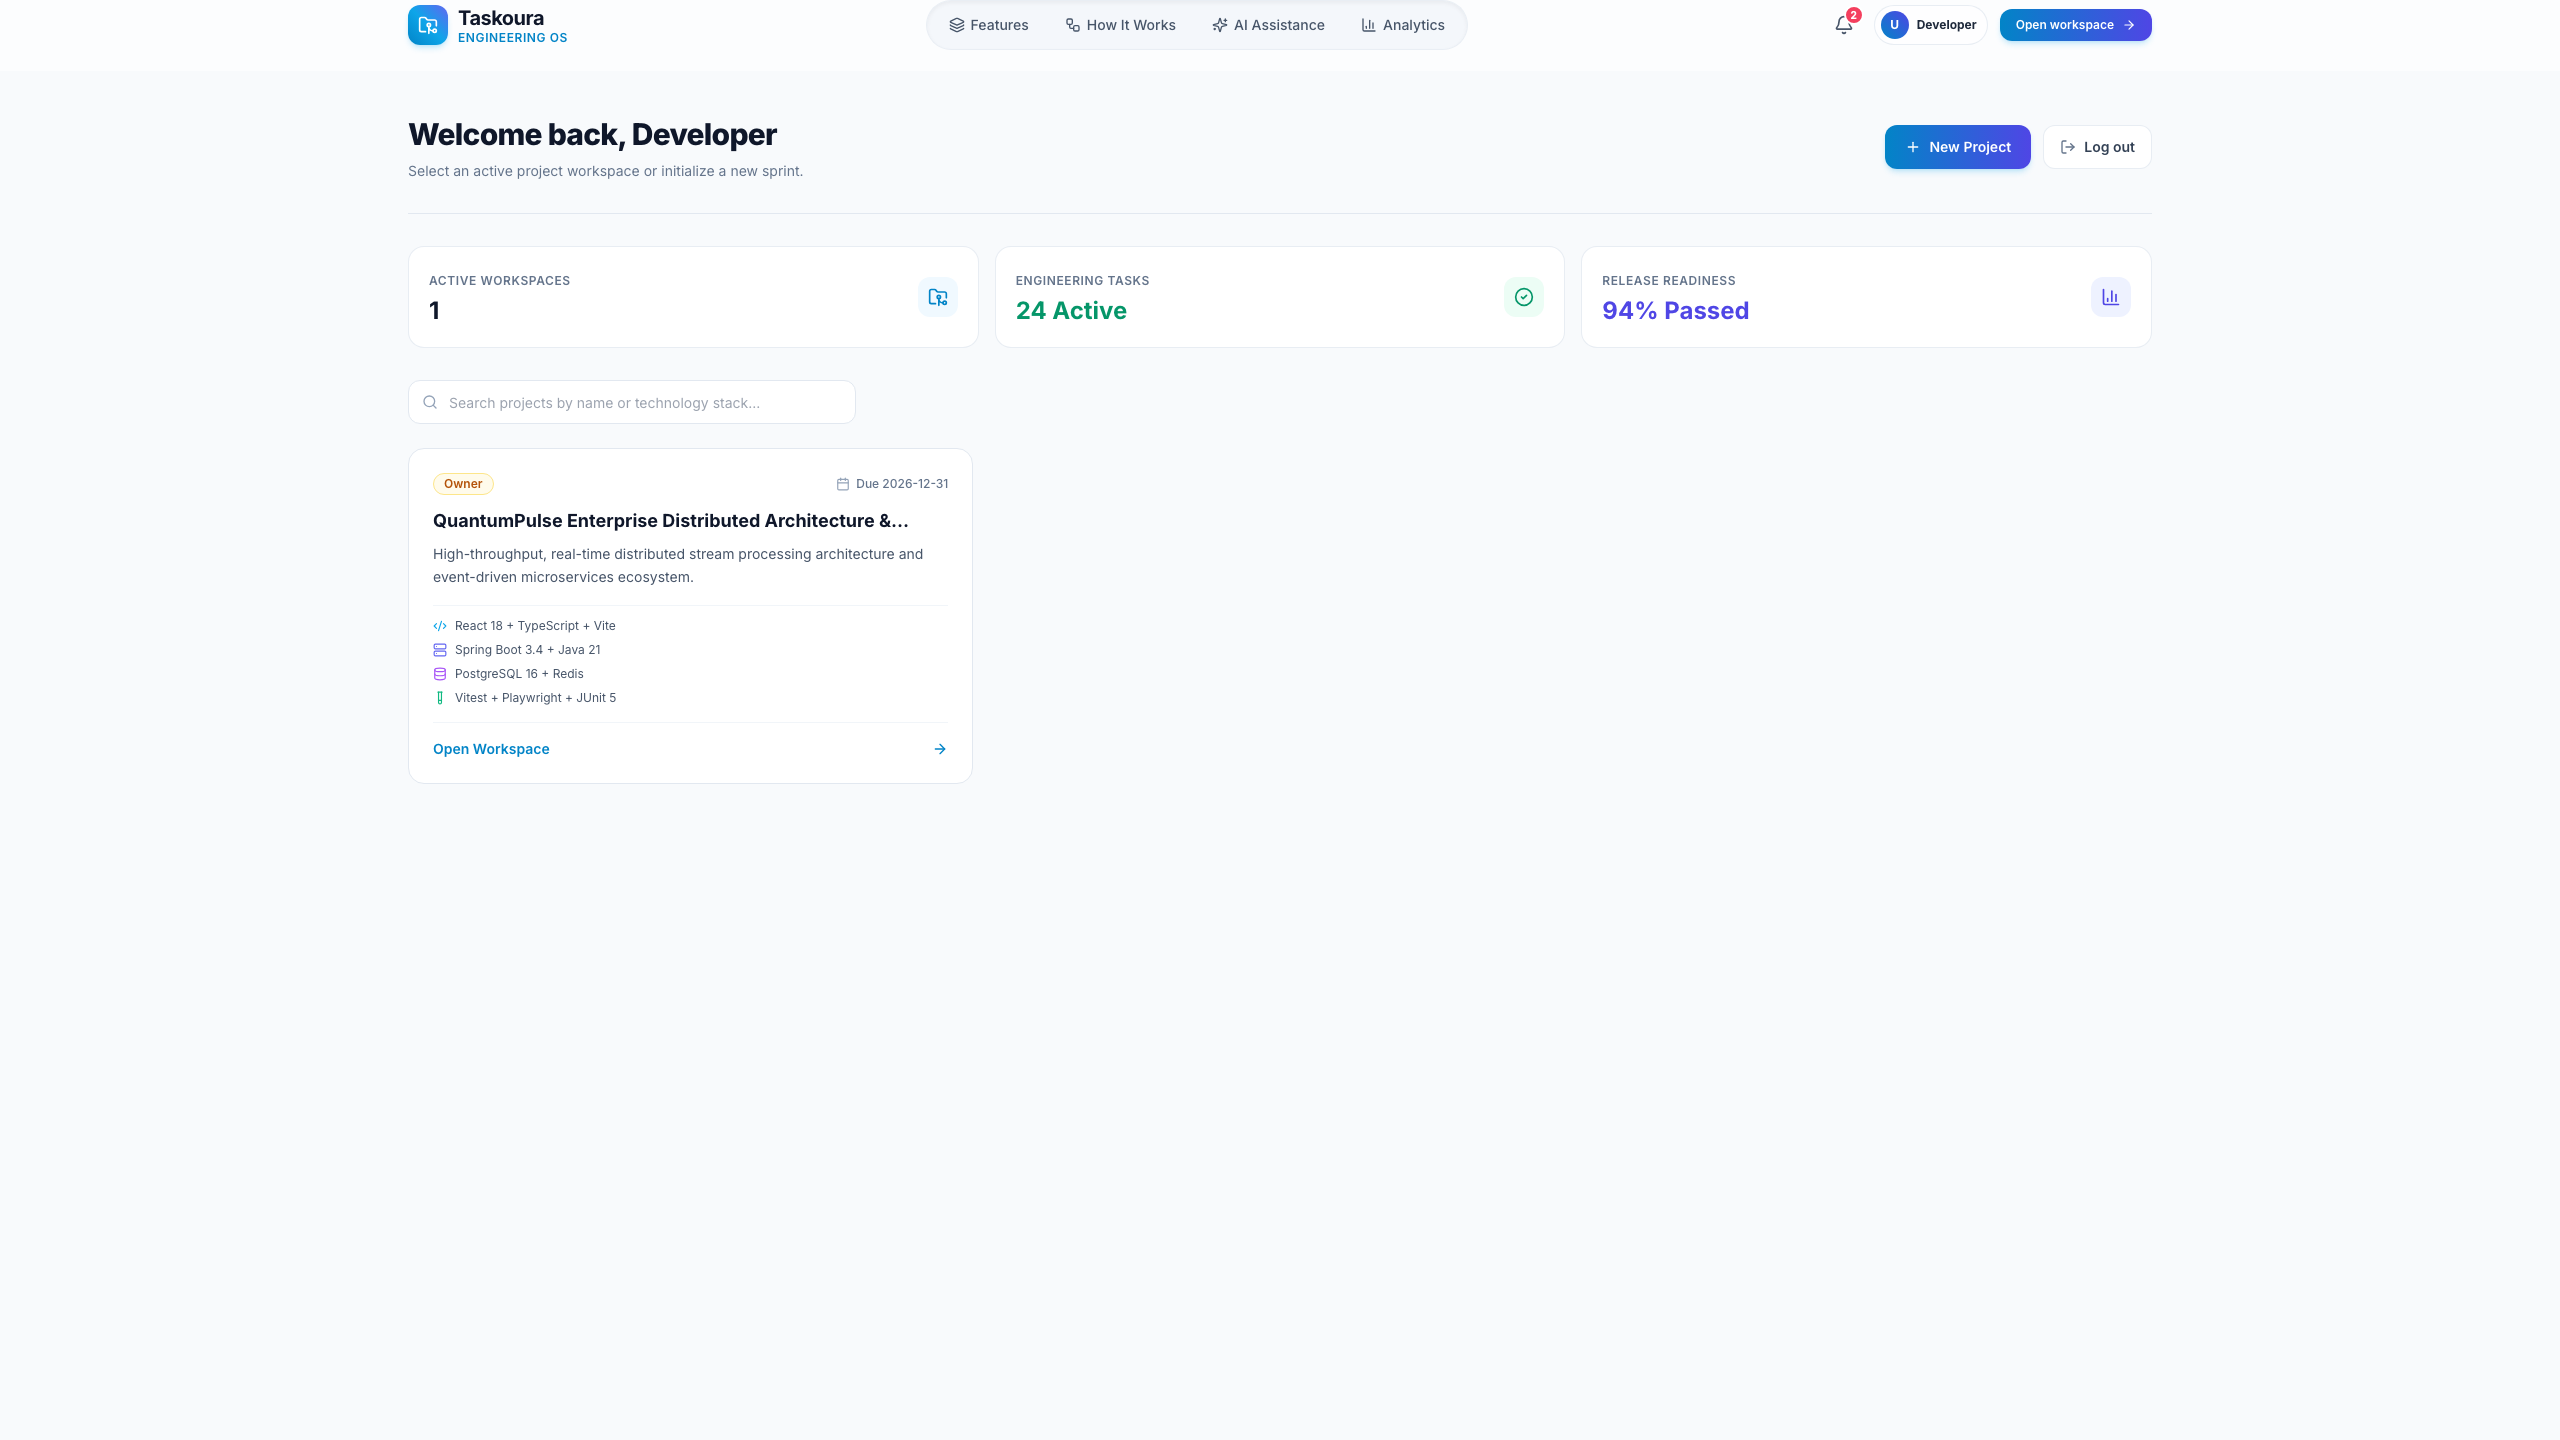 Taskoura
ENGINEERING OS
Features
How It Works
AI Assistance
Analytics
2
U
Developer
Open workspace
Welcome back, Developer
Select an active project workspace or initialize a new sprint.
New Project
Log out
ACTIVE WORKSPACES
1
ENGINEERING TASKS
24 Active
RELEASE READINESS
94% Passed
Search projects by name or technology stack...
Owner
Due 2026-12-31
QuantumPulse Enterprise Distributed Architecture &...
High-throughput, real-time distributed stream processing architecture and
event-driven microservices ecosystem.
React 18 + TypeScript + Vite
Spring Boot 3.4 + Java 21
PostgreSQL 16 + Redis
Vitest + Playwright + JUnit 5
Open Workspace